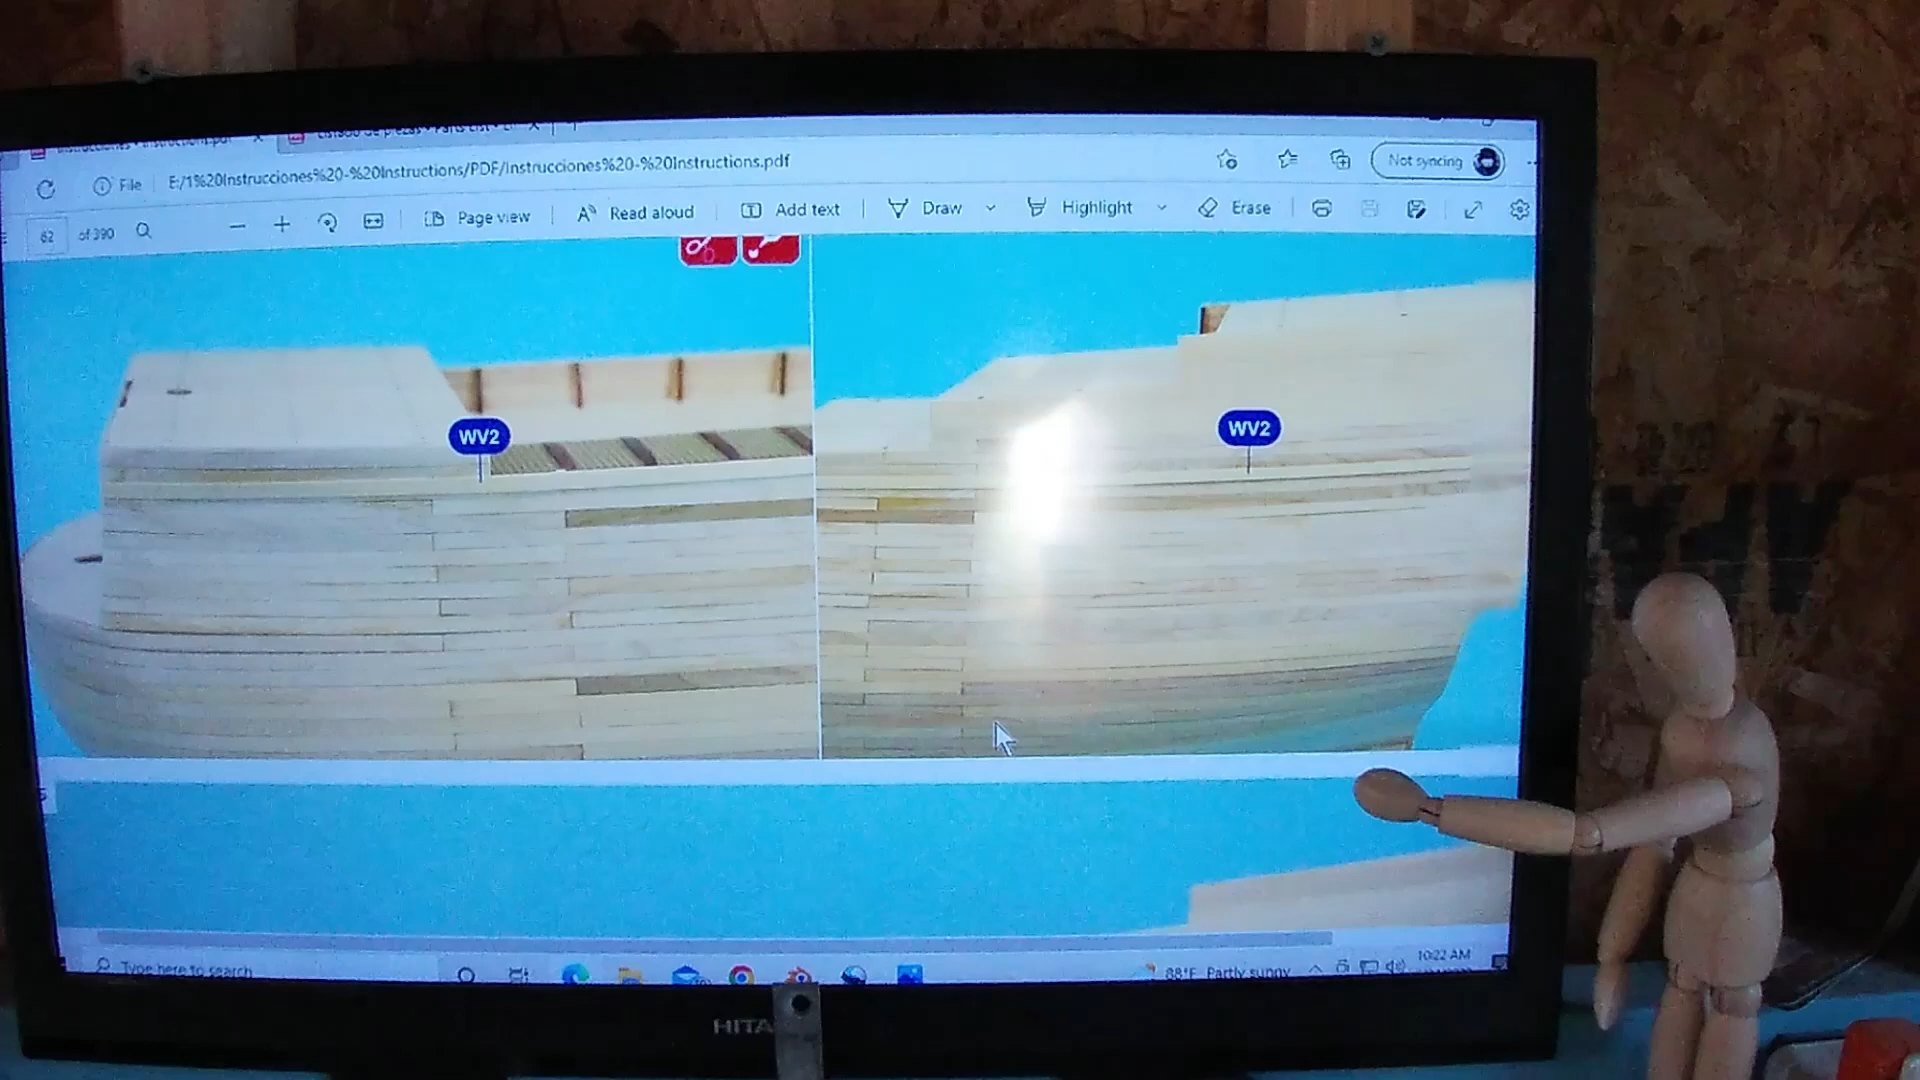 Not syncing
File E:/1%20Instrucciones%20-%20Instructions/PDF/Instrucciones%20-%20Instructions.pdf
62 of 390 Page view Read aloud Add text Draw Highlight Erase
WV2 WV2
Type here to search
88°F Partly sunny 10:22 AM
HITA